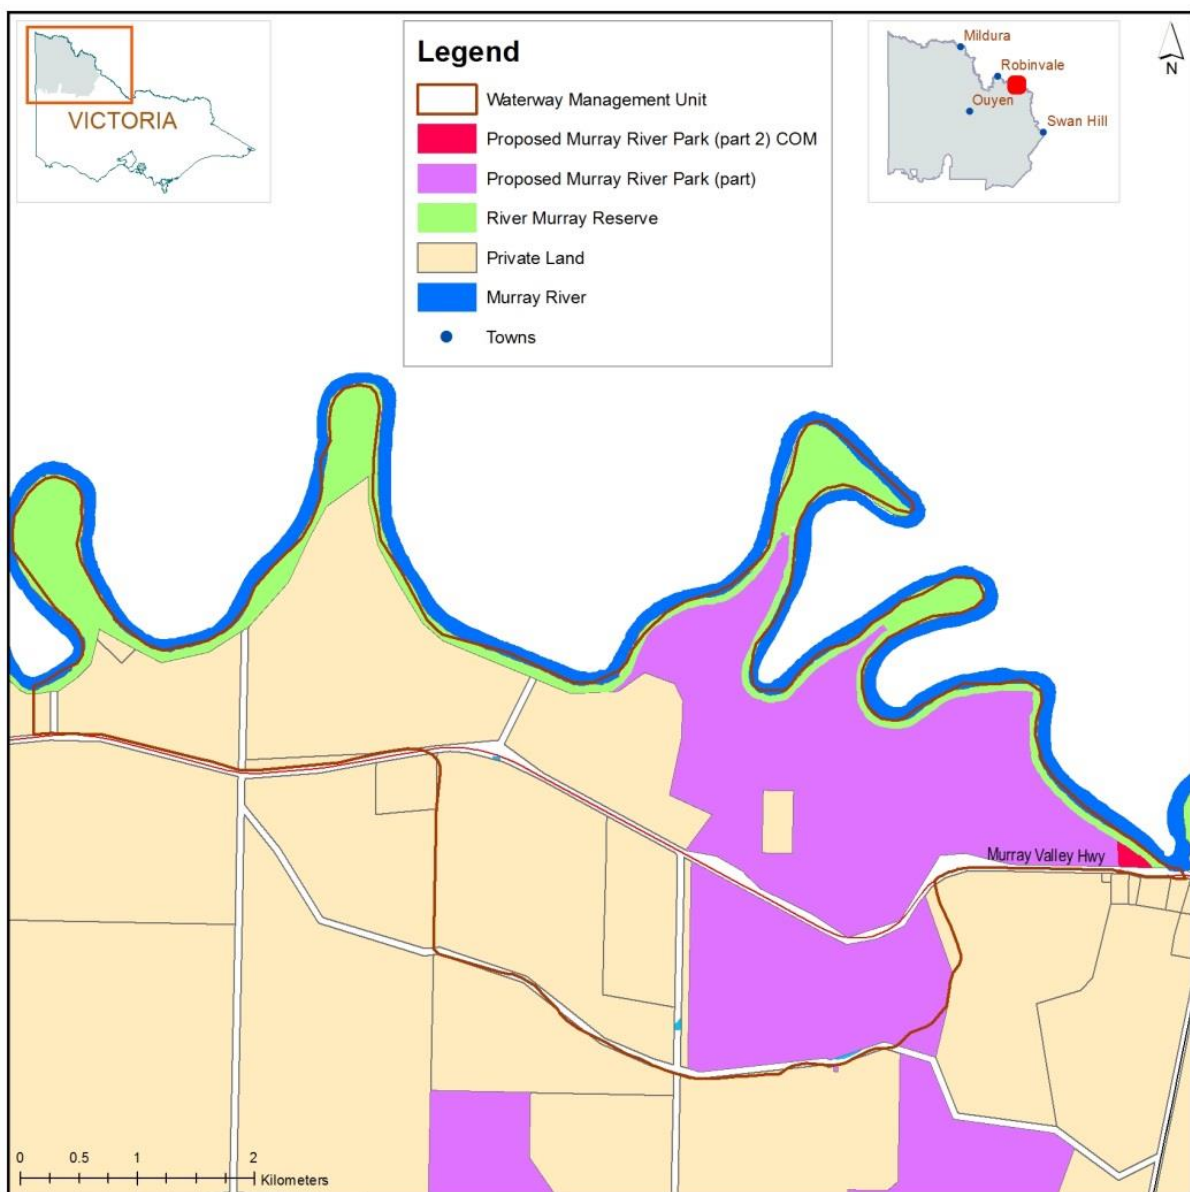 VICTORIA
Legend
Waterway Management Unit
Proposed Murray River Park (part 2) COM
Proposed Murray River Park (part)
River Murray Reserve
Private Land
Murray River
Towns
Mildura
Robinvale
Ouyen
Swan Hill
N
Murray Valley Hwy
0 0.5 1 2
Kilometers